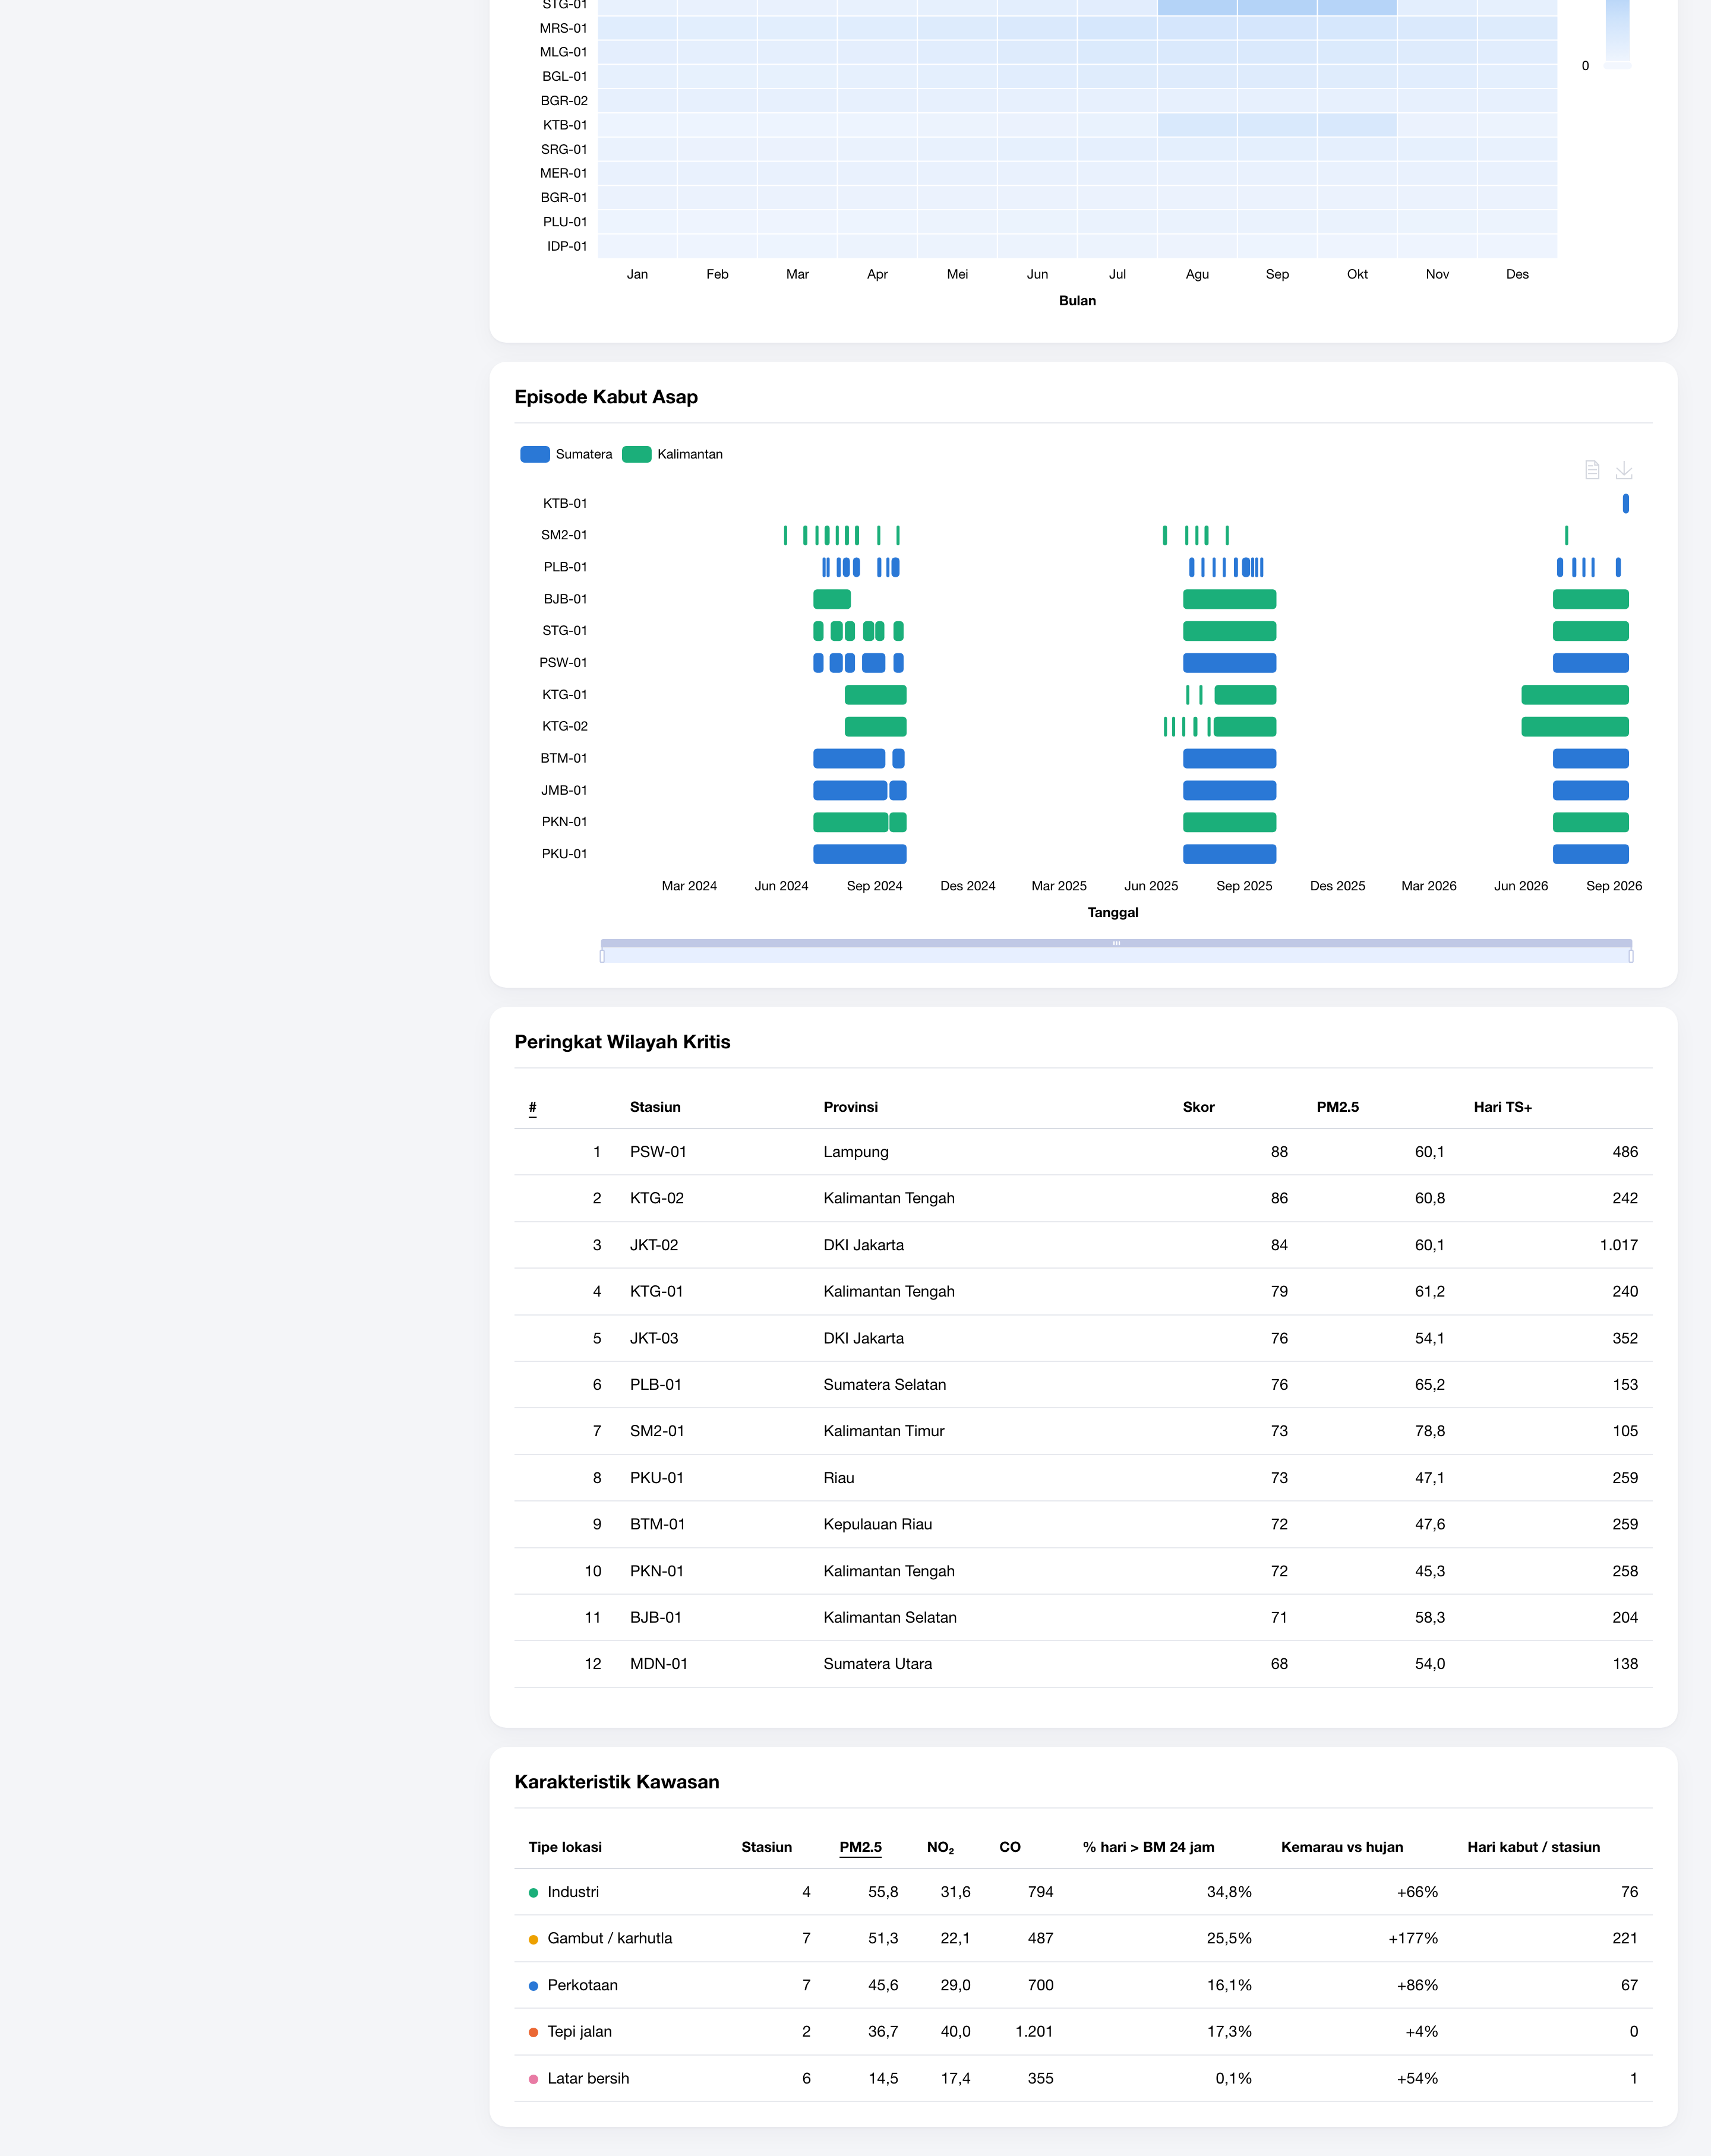 STG-01
MRS-01
MLG-01
BGL-01
0
BGR-02
KTB-01
SRG-01
MER-01
BGR-01
PLU-01
IDP-01
Jan Feb Mar Apr Mei Jun Jul Agu Sep Okt Nov Des
Bulan
Episode Kabut Asap
Sumatera Kalimantan
KTB-01
SM2-01
PLB-01
BJB-01
STG-01
PSW-01
KTG-01
KTG-02
BTM-01
JMB-01
PKN-01
PKU-01
Mar 2024 Jun 2024 Sep 2024 Des 2024 Mar 2025 Jun 2025 Sep 2025 Des 2025 Mar 2026 Jun 2026 Sep 2026
Tanggal
Peringkat Wilayah Kritis
# Stasiun Provinsi Skor PM2.5 Hari TS+
1 PSW-01 Lampung 88 60,1 486
2 KTG-02 Kalimantan Tengah 86 60,8 242
3 JKT-02 DKI Jakarta 84 60,1 1.017
4 KTG-01 Kalimantan Tengah 79 61,2 240
5 JKT-03 DKI Jakarta 76 54,1 352
6 PLB-01 Sumatera Selatan 76 65,2 153
7 SM2-01 Kalimantan Timur 73 78,8 105
8 PKU-01 Riau 73 47,1 259
9 BTM-01 Kepulauan Riau 72 47,6 259
10 PKN-01 Kalimantan Tengah 72 45,3 258
11 BJB-01 Kalimantan Selatan 71 58,3 204
12 MDN-01 Sumatera Utara 68 54,0 138
Karakteristik Kawasan
Tipe lokasi Stasiun PM2.5 NO₂ CO % hari > BM 24 jam Kemarau vs hujan Hari kabut / stasiun
Industri 4 55,8 31,6 794 34,8% +66% 76
Gambut / karhutla 7 51,3 22,1 487 25,5% +177% 221
Perkotaan 7 45,6 29,0 700 16,1% +86% 67
Tepi jalan 2 36,7 40,0 1.201 17,3% +4% 0
Latar bersih 6 14,5 17,4 355 0,1% +54% 1